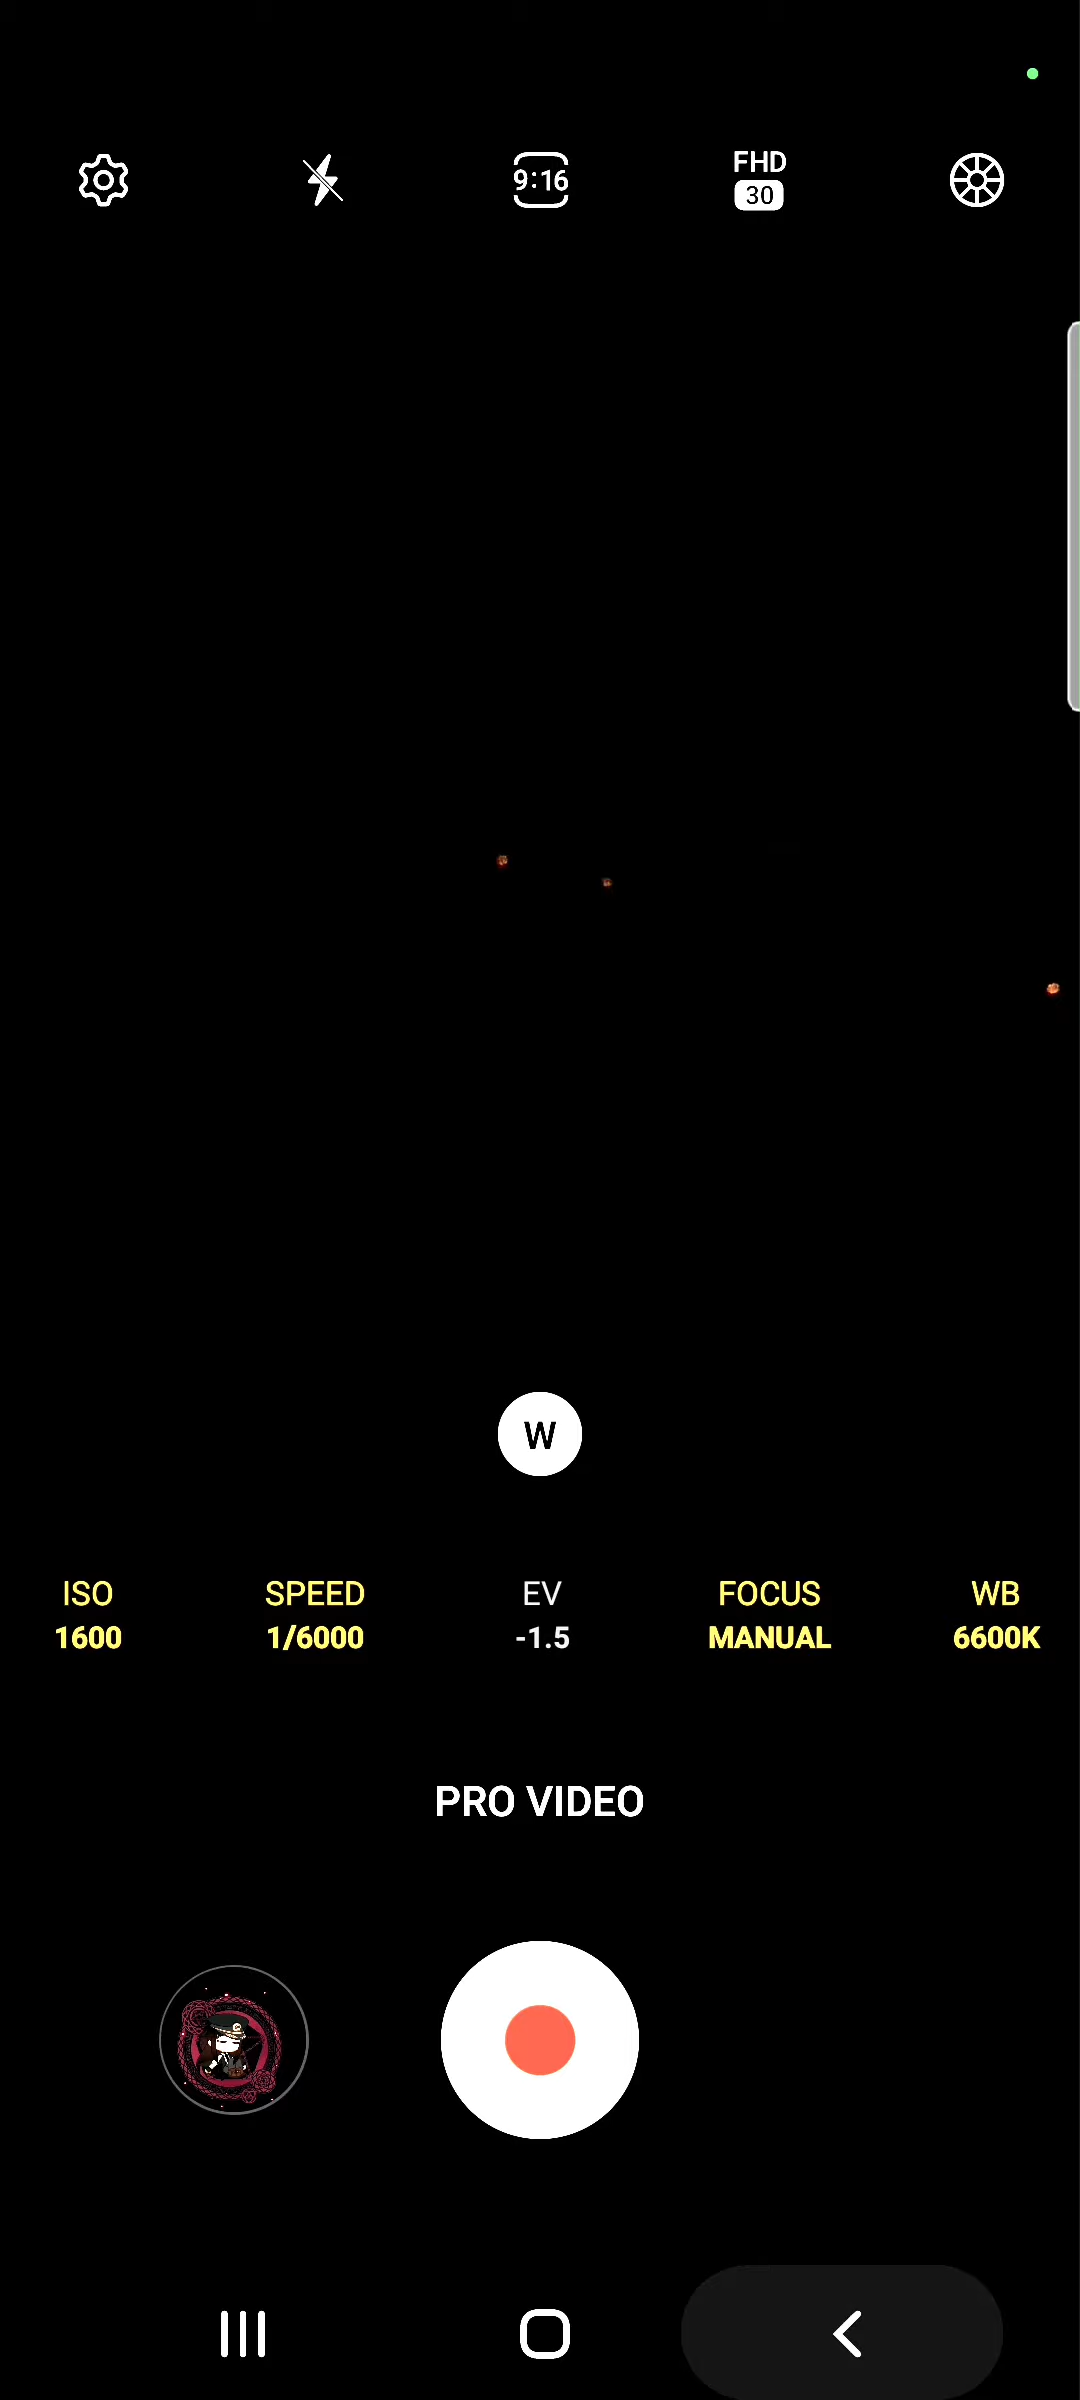 9:16
FHD
30
W
ISO SPEED EV FOCUS WB
1600 1/6000 -1.5 MANUAL 6600K
PRO VIDEO